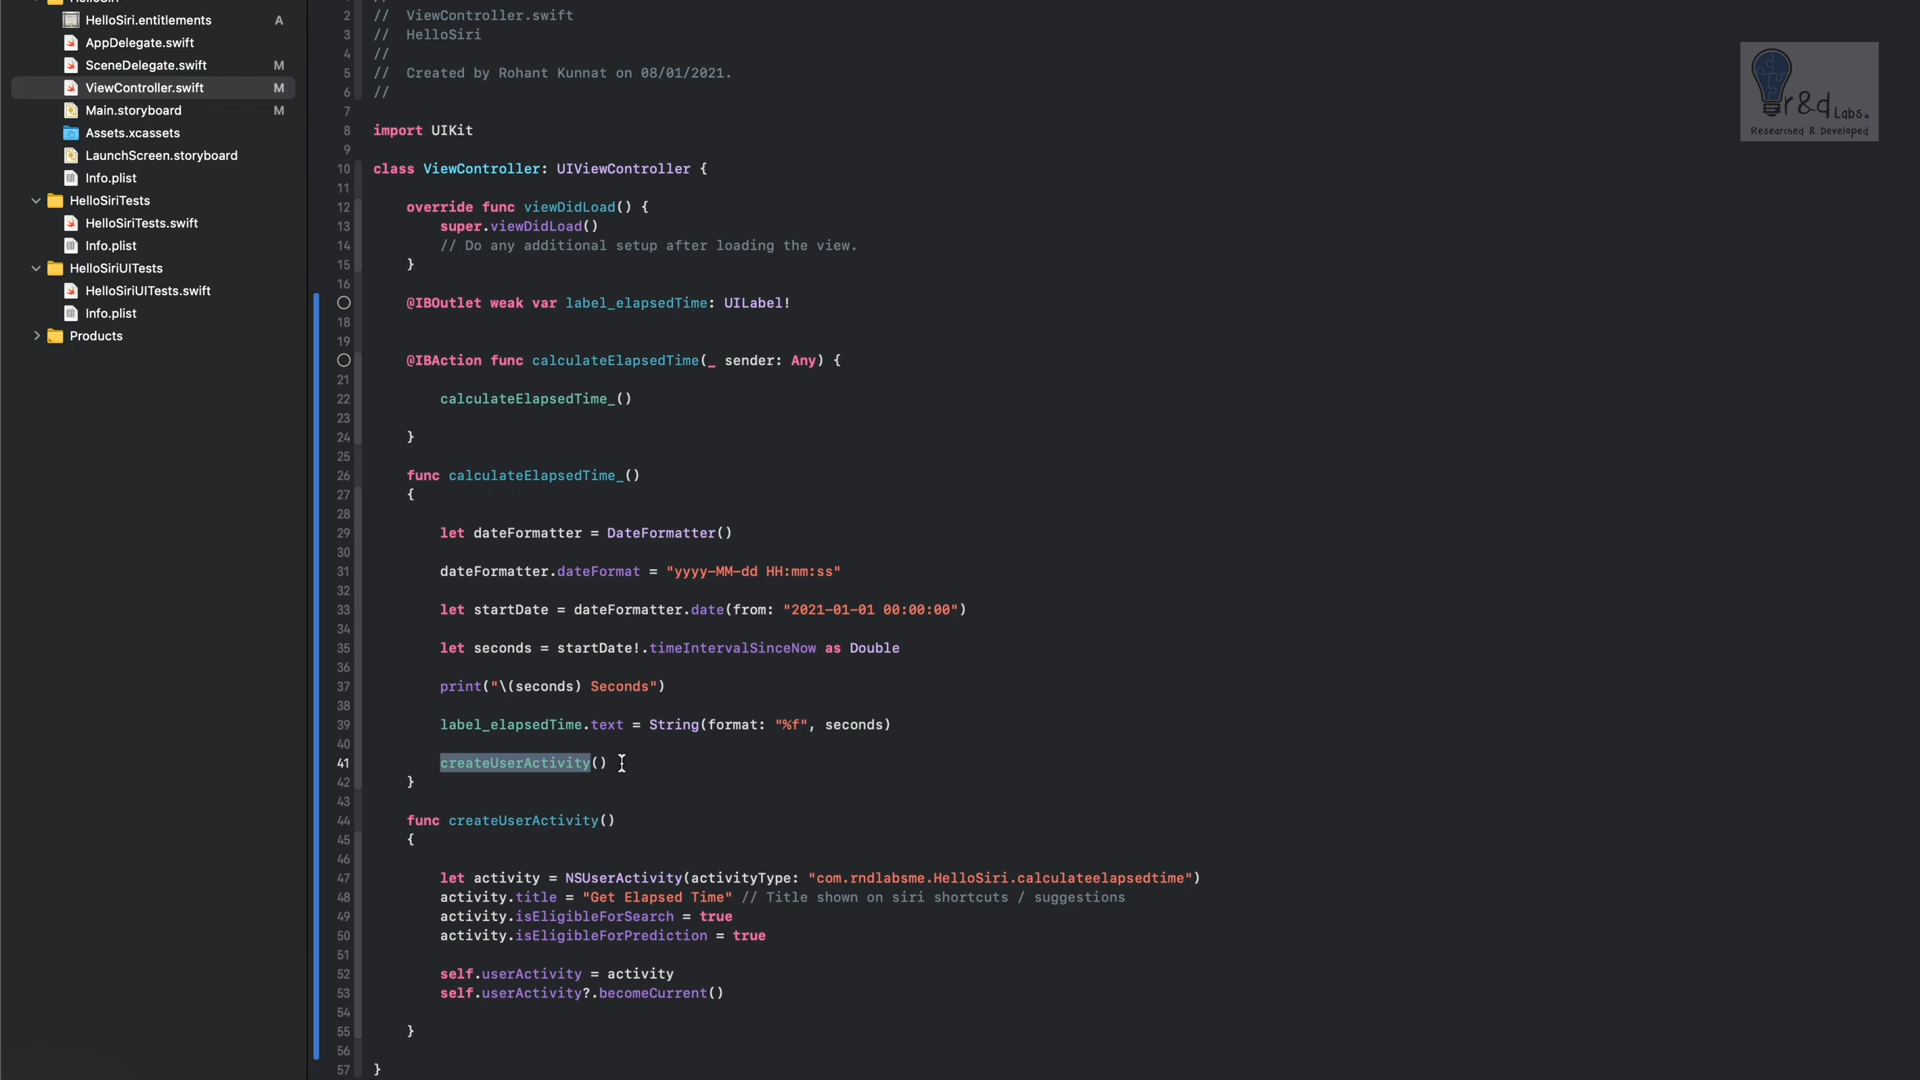 HelloSiri
HelloSiri.entitlements A
AppDelegate.swift
SceneDelegate.swift M
ViewController.swift M
Main.storyboard M
Assets.xcassets
LaunchScreen.storyboard
Info.plist
HelloSiriTests
HelloSiriTests.swift
Info.plist
HelloSiriUITests
HelloSiriUITests.swift
Info.plist
Products
2 // ViewController.swift
3 // HelloSiri
4 //
5 // Created by Rohant Kunnat on 08/01/2021.
6 //
7
8 import UIKit
9
10 class ViewController: UIViewController {
11
12 override func viewDidLoad() {
13 super.viewDidLoad()
14 // Do any additional setup after loading the view.
15 }
16
@IBOutlet weak var label_elapsedTime: UILabel!
18
19
@IBAction func calculateElapsedTime(_ sender: Any) {
21
22 calculateElapsedTime_()
23
24 }
25
26 func calculateElapsedTime_()
27 {
28
29 let dateFormatter = DateFormatter()
30
31 dateFormatter.dateFormat = "yyyy-MM-dd HH:mm:ss"
32
33 let startDate = dateFormatter.date(from: "2021-01-01 00:00:00")
34
35 let seconds = startDate!.timeIntervalSinceNow as Double
36
37 print("\(seconds) Seconds")
38
39 label_elapsedTime.text = String(format: "%f", seconds)
40
41 createUserActivity()
42 }
43
44 func createUserActivity()
45 {
46
47 let activity = NSUserActivity(activityType: "com.rndlabsme.HelloSiri.calculateelapsedtime")
48 activity.title = "Get Elapsed Time" // Title shown on siri shortcuts / suggestions
49 activity.isEligibleForSearch = true
50 activity.isEligibleForPrediction = true
51
52 self.userActivity = activity
53 self.userActivity?.becomeCurrent()
54
55 }
56
57 }
r&d Labs.
Researched & Developed